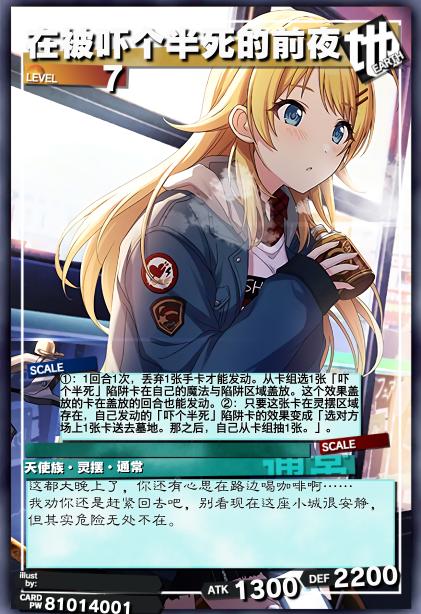 在被吓个半死的前夜
地
EARTH
LEVEL
7
SCALE
①：1回合1次，丢弃1张手卡才能发动。从卡组选1张「吓
个半死」陷阱卡在自己的魔法与陷阱区域盖放。这个效果盖
放的卡在盖放的回合也能发动。②：只要这张卡在灵摆区域
存在，自己发动的「吓个半死」陷阱卡的效果变成「选对方
场上1张卡送去墓地。那之后，自己从卡组抽1张。」。
SCALE
天使族・灵摆・通常
这都大晚上了，你还有心思在路边喝咖啡啊……
我劝你还是赶紧回去吧，别看现在这座小城很安静，
但其实危险无处不在。
illust
by:
CARD
PW 81014001
ATK 1300 DEF 2200